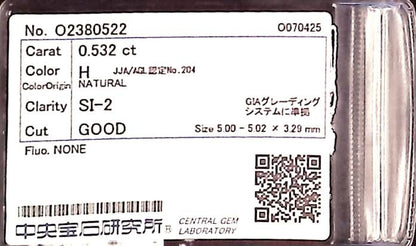 No. O2380522 O070425
Carat 0.532 ct
Color H JJA/AGL認定No.204
ColorOrigin NATURAL
Clarity SI-2 GIAグレーディング
システムに準拠
Cut GOOD Size 5.00 - 5.02 × 3.29 mm
Fluo. NONE
中央宝石研究所® CENTRAL GEM
LABORATORY